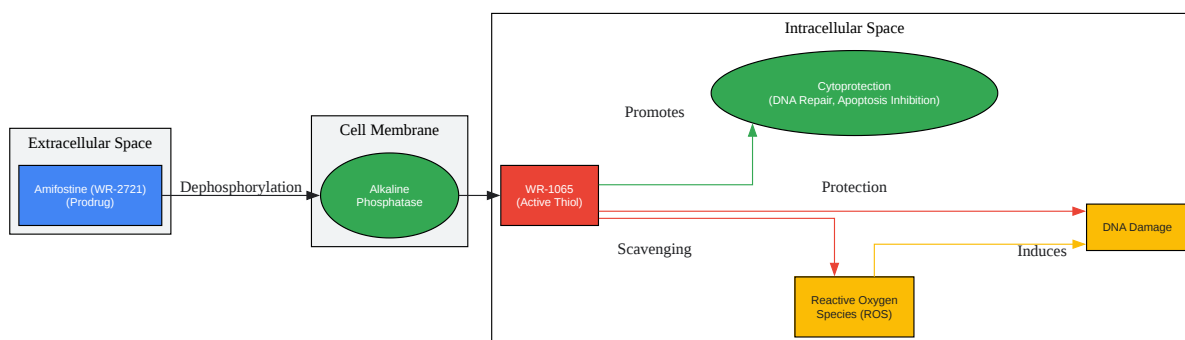 Intracellular Space
Cytoprotection
(DNA Repair, Apoptosis Inhibition)
Promotes
Extracellular Space
Cell Membrane
Amifostine (WR-2721)
(Prodrug)
Dephosphorylation
Alkaline
Phosphatase
WR-1065
(Active Thiol)
Protection
DNA Damage
Scavenging
Induces
Reactive Oxygen
Species (ROS)